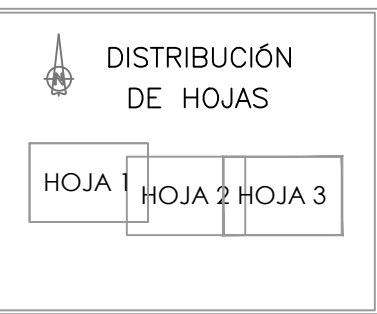 N
DISTRIBUCIÓN
DE HOJAS
HOJA 1
HOJA 2
HOJA 3